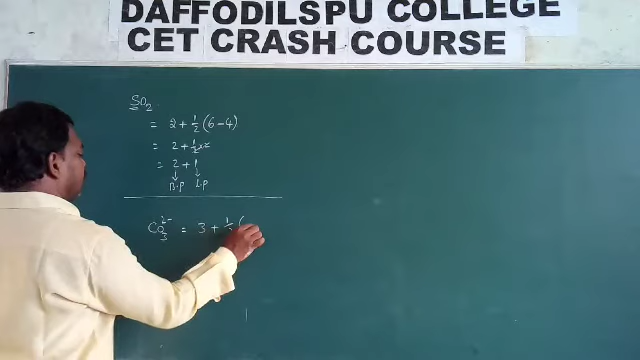 DAFFODILSPU COLLEGE
CET CRASH COURSE
SO₂
= 2 + ½ (6 − 4)
= 2 + ½ ×2
= 2 + 1
B.P L.P
CO₃²⁻ = 3 + ½ (